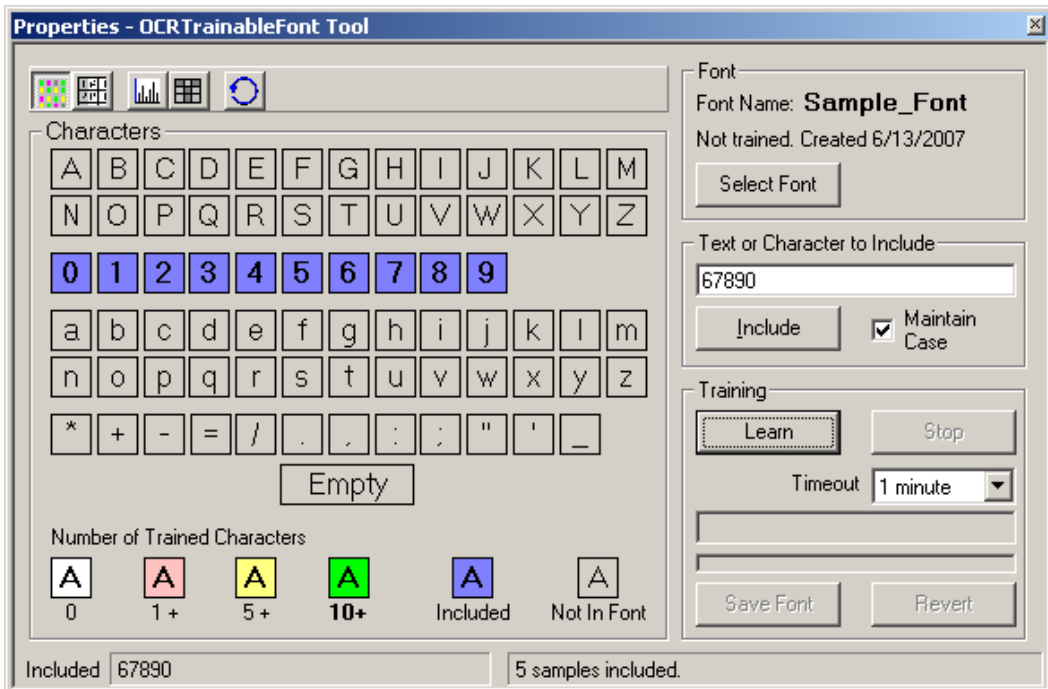 Properties - OCRTrainableFont Tool
Characters
A B C D E F G H I J K L M
N O P Q R S T U V W X Y Z
0 1 2 3 4 5 6 7 8 9
a b c d e f g h i j k l m
n o p q r s t u v w x y z
* + - = / . , : ; " ' _
Empty
Number of Trained Characters
A A A A A A
0 1 + 5 + 10+ Included Not In Font
Font
Font Name: Sample_Font
Not trained. Created 6/13/2007
Select Font
Text or Character to Include
67890
Include
Maintain
Case
Training
Learn Stop
Timeout 1 minute
Save Font Revert
Included 67890
5 samples included.